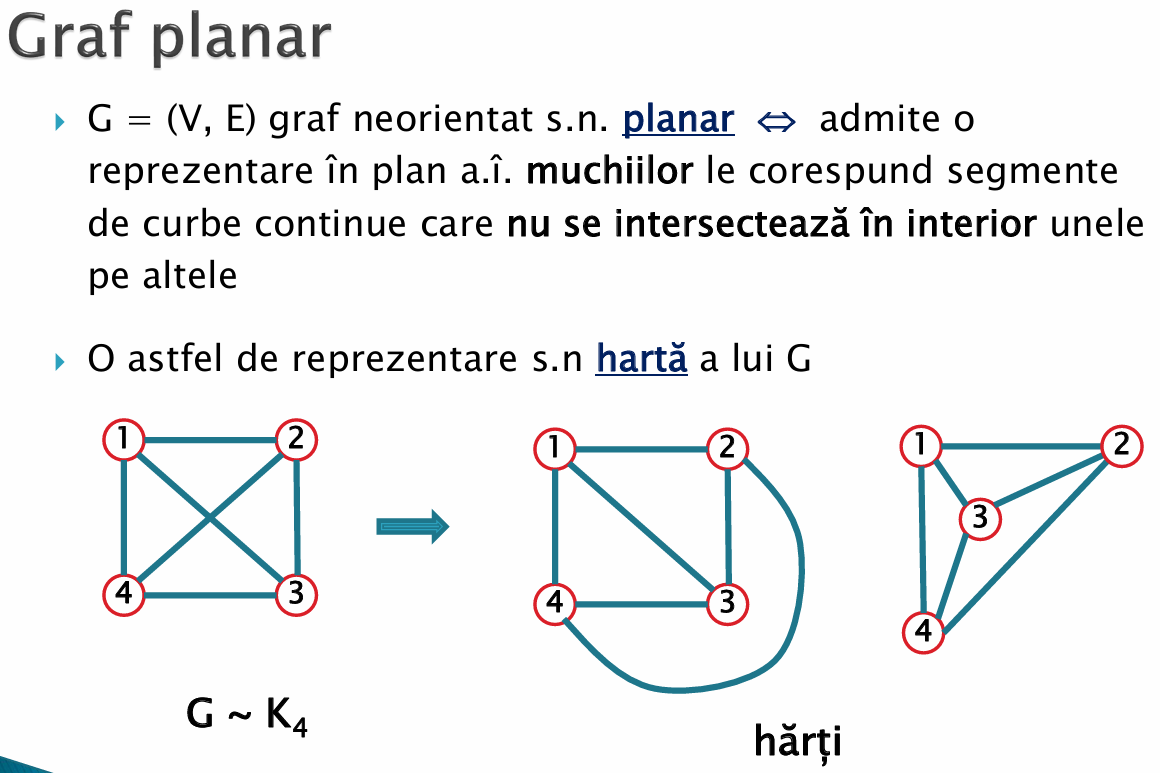 Graf planar
G = (V, E) graf neorientat s.n. planar ⇔ admite o
reprezentare în plan a.î. muchiilor le corespund segmente
de curbe continue care nu se intersectează în interior unele
pe altele
O astfel de reprezentare s.n hartă a lui G
1 2
4 3
1 2
4 3
1 2
3
4
G ~ K₄
hărți